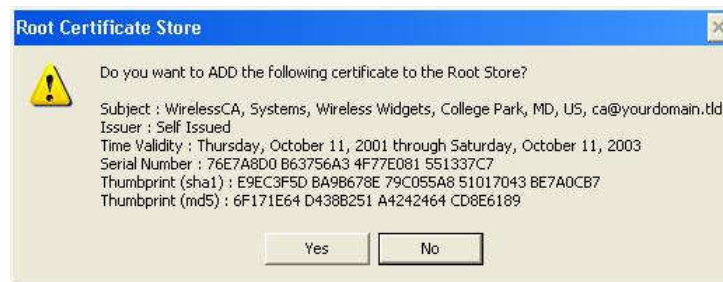 Root Certificate Store
Do you want to ADD the following certificate to the Root Store?
Subject : WirelessCA, Systems, Wireless Widgets, College Park, MD, US, ca@yourdomain.tld
Issuer : Self Issued
Time Validity : Thursday, October 11, 2001 through Saturday, October 11, 2003
Serial Number : 76E7A8D0 B63756A3 4F77E081 551337C7
Thumbprint (sha1) : E9EC3F5D BA9B678E 79C055A8 51017043 BE7A0CB7
Thumbprint (md5) : 6F171E64 D438B251 A4242464 CD8E6189
Yes No